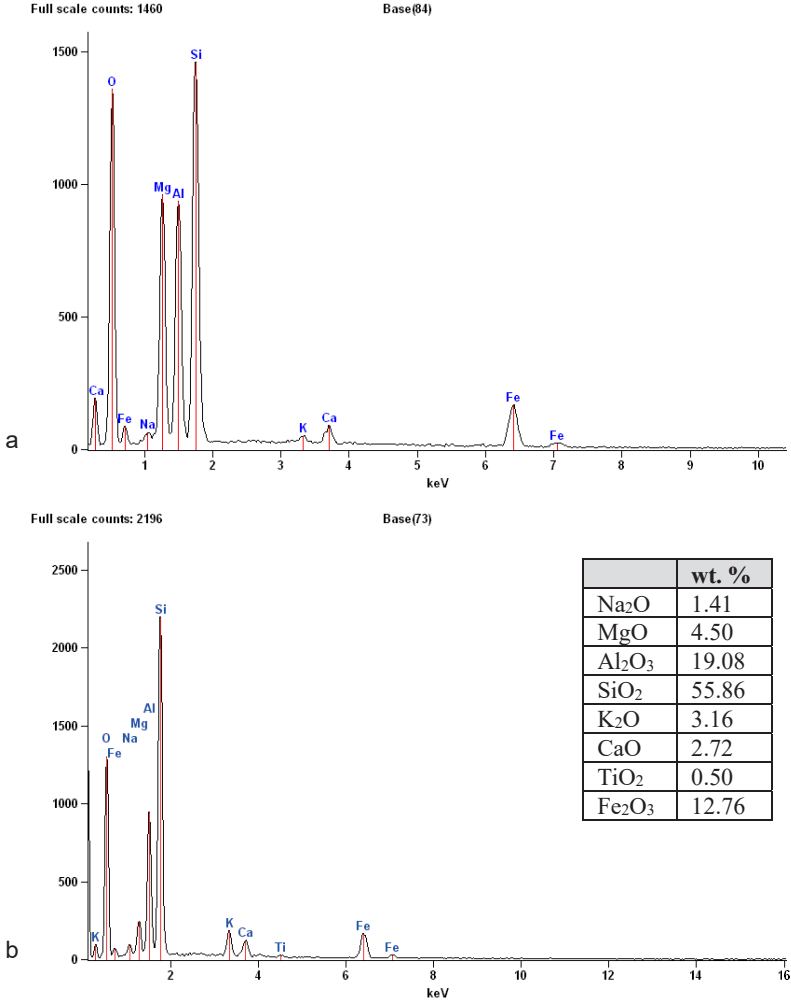 Full scale counts: 1460 Base(84)
1500
Si
O
1000
Mg Al
500
Ca
Fe
Na
K
Ca
Fe
Fe
a
0
1 2 3 4 5 6 7 8 9 10
keV
Full scale counts: 2196 Base(73)
2500
wt. %
Na₂O 1.41
MgO 4.50
Al₂O₃ 19.08
SiO₂ 55.86
K₂O 3.16
CaO 2.72
TiO₂ 0.50
Fe₂O₃ 12.76
Si
2000
Al
Mg
1500
O
Na
Fe
1000
500
K
K
Ca
Ti
Fe
Fe
b
0
2 4 6 8 10 12 14 16
keV